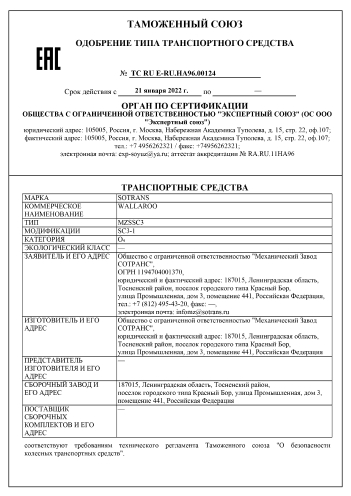 ТАМОЖЕННЫЙ СОЮЗ
ОДОБРЕНИЕ ТИПА ТРАНСПОРТНОГО СРЕДСТВА
EAC
№ ТС RU Е-RU.НА96.00124
Срок действия с 21 января 2022 г. по —
ОРГАН ПО СЕРТИФИКАЦИИ
ОБЩЕСТВА С ОГРАНИЧЕННОЙ ОТВЕТСТВЕННОСТЬЮ "ЭКСПЕРТНЫЙ СОЮЗ" (ОС ООО
"Экспертный союз")
юридический адрес: 105005, Россия, г. Москва, Набережная Академика Туполева, д. 15, стр. 22, оф.107;
фактический адрес: 105005, Россия, г. Москва, Набережная Академика Туполева, д. 15, стр. 22, оф.107;
тел.: +7 4956262321 / факс: +74956262321;
электронная почта: exp-soyuz@ya.ru; аттестат аккредитации № RA.RU.11НА96
ТРАНСПОРТНЫЕ СРЕДСТВА
МАРКА SOTRANS
КОММЕРЧЕСКОЕ НАИМЕНОВАНИЕ WALLAROO
ТИП MZSSC3
МОДИФИКАЦИИ SC3-1
КАТЕГОРИЯ O₄
ЭКОЛОГИЧЕСКИЙ КЛАСС —
ЗАЯВИТЕЛЬ И ЕГО АДРЕС Общество с ограниченной ответственностью "Механический Завод
СОТРАНС",
ОГРН 1194704001370,
юридический и фактический адрес: 187015, Ленинградская область,
Тосненский район, поселок городского типа Красный Бор,
улица Промышленная, дом 3, помещение 441, Российская Федерация,
тел.: +7 (812) 495-43-20, факс: —,
электронная почта: infomz@sotrans.ru
ИЗГОТОВИТЕЛЬ И ЕГО АДРЕС Общество с ограниченной ответственностью "Механический Завод
СОТРАНС",
юридический и фактический адрес: 187015, Ленинградская область,
Тосненский район, поселок городского типа Красный Бор,
улица Промышленная, дом 3, помещение 441, Российская Федерация
ПРЕДСТАВИТЕЛЬ —
ИЗГОТОВИТЕЛЯ И ЕГО
АДРЕС
СБОРОЧНЫЙ ЗАВОД И ЕГО АДРЕС 187015, Ленинградская область, Тосненский район,
поселок городского типа Красный Бор, улица Промышленная, дом 3,
помещение 441, Российская Федерация
ПОСТАВЩИК —
СБОРОЧНЫХ
КОМПЛЕКТОВ И ЕГО
АДРЕС
соответствуют требованиям технического регламента Таможенного союза "О безопасности
колесных транспортных средств".